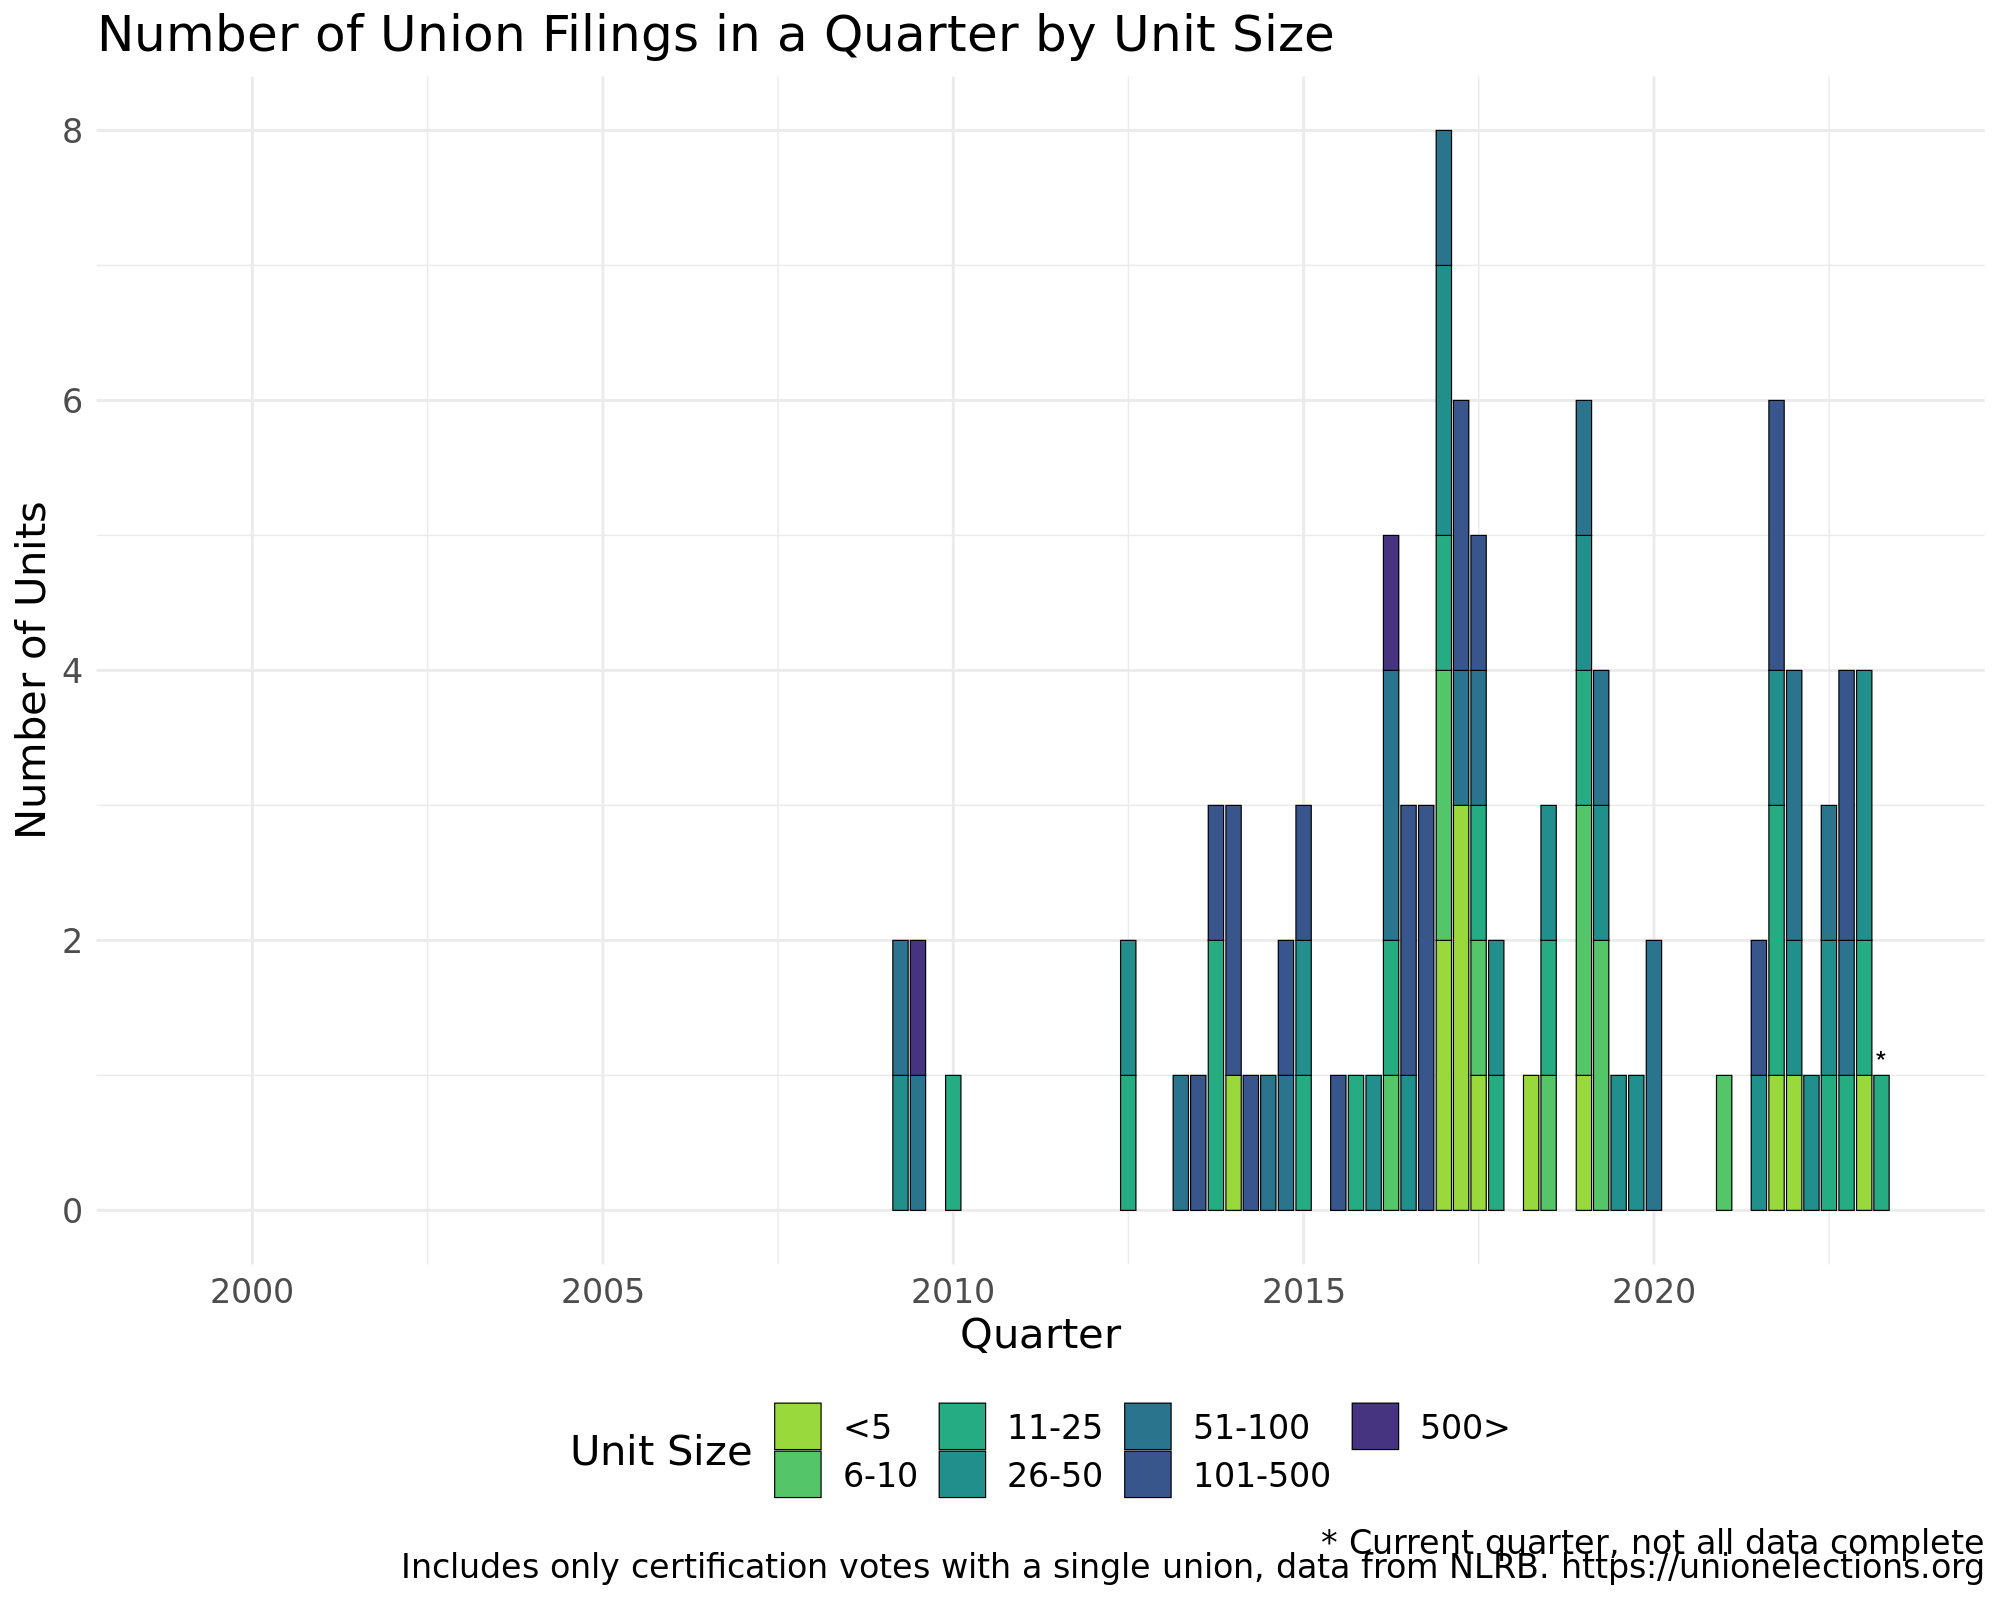 Number of Union Filings in a Quarter by Unit Size
8
6
4
2
0
Number of Units
2000 2005 2010 2015 2020
*
Quarter
Unit Size
<5 11-25 51-100 500>
6-10 26-50 101-500
* Current quarter, not all data complete
Includes only certification votes with a single union, data from NLRB. https://unionelections.org